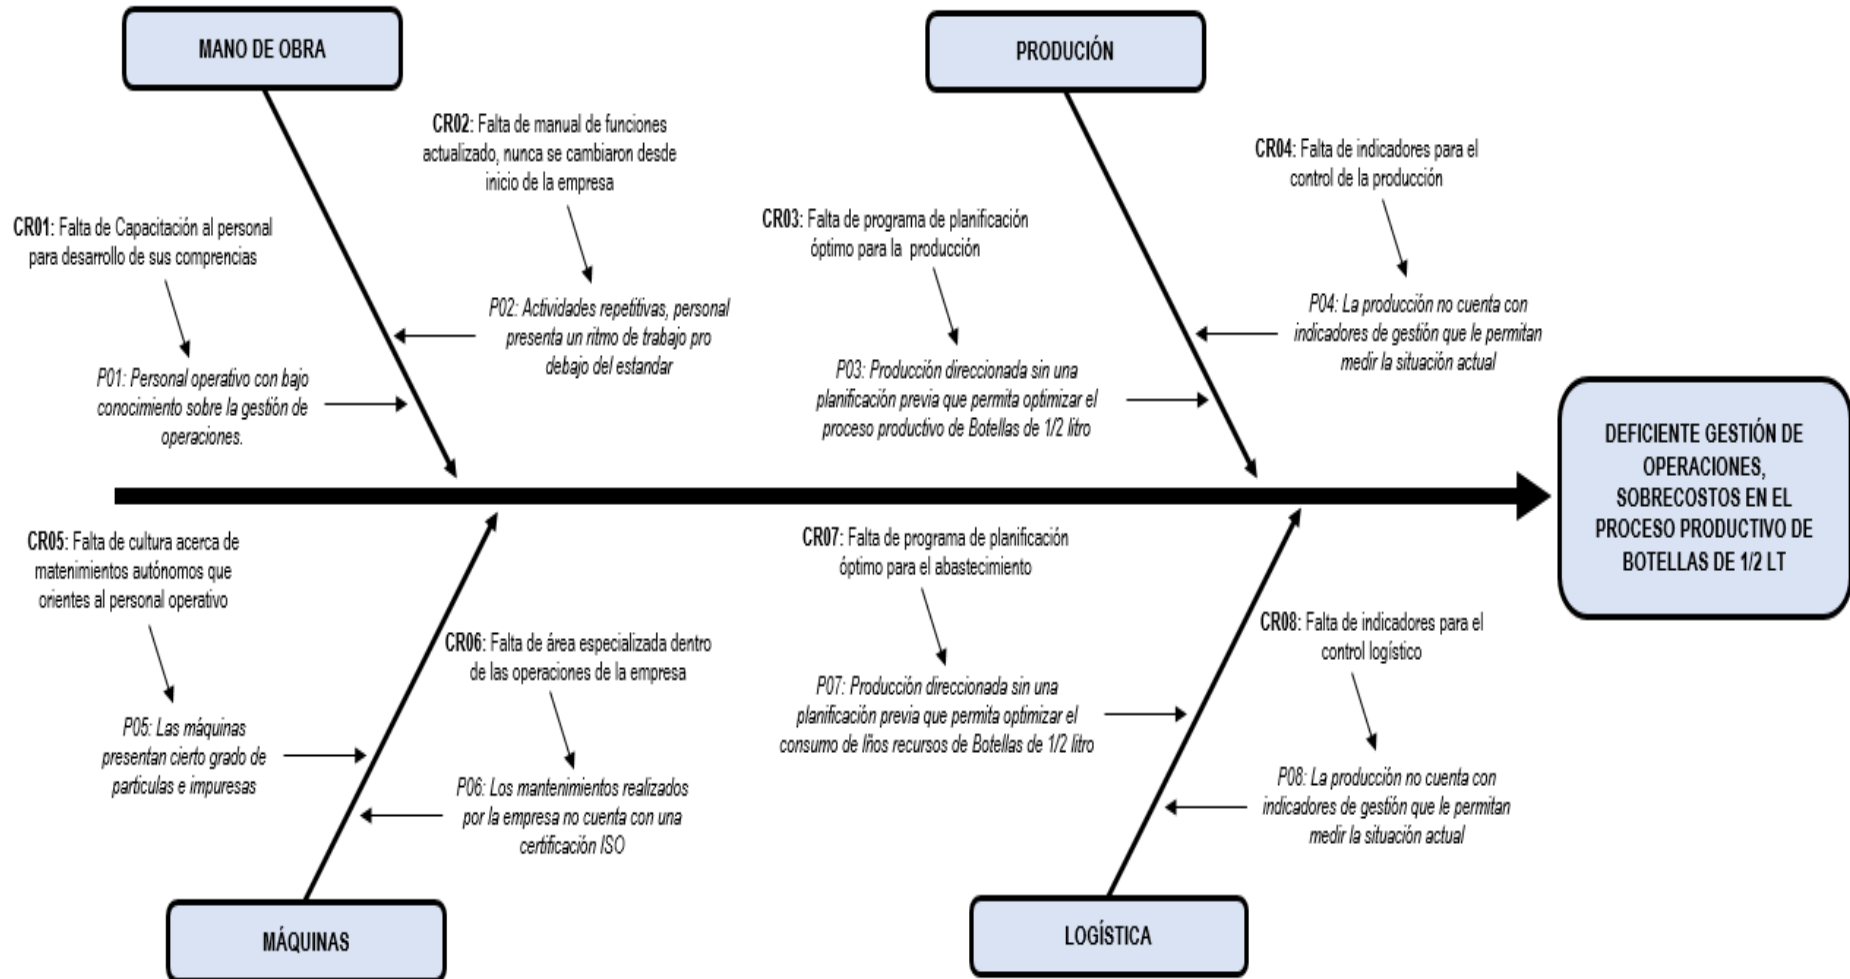 MANO DE OBRA
PRODUCIÓN
CR02: Falta de manual de funciones
actualizado, nunca se cambiaron desde
inicio de la empresa
CR04: Falta de indicadores para el
control de la producción
CR01: Falta de Capacitación al personal
para desarrollo de sus comprencias
CR03: Falta de programa de planificación
óptimo para la producción
P02: Actividades repetitivas, personal
presenta un ritmo de trabajo pro
debajo del estandar
P04: La producción no cuenta con
indicadores de gestión que le permitan
medir la situación actual
P01: Personal operativo con bajo
conocimiento sobre la gestión de
operaciones.
P03: Producción direccionada sin una
planificación previa que permita optimizar el
proceso productivo de Botellas de 1/2 litro
DEFICIENTE GESTIÓN DE
OPERACIONES,
SOBRECOSTOS EN EL
PROCESO PRODUCTIVO DE
BOTELLAS DE 1/2 LT
CR05: Falta de cultura acerca de
matenimientos autónomos que
orientes al personal operativo
CR07: Falta de programa de planificación
óptimo para el abastecimiento
CR06: Falta de área especializada dentro
de las operaciones de la empresa
CR08: Falta de indicadores para el
control logístico
P05: Las máquinas
presentan cierto grado de
particulas e impuresas
P07: Producción direccionada sin una
planificación previa que permita optimizar el
consumo de lños recursos de Botellas de 1/2 litro
P06: Los mantenimientos realizados
por la empresa no cuenta con una
certificación ISO
P08: La producción no cuenta con
indicadores de gestión que le permitan
medir la situación actual
MÁQUINAS
LOGÍSTICA